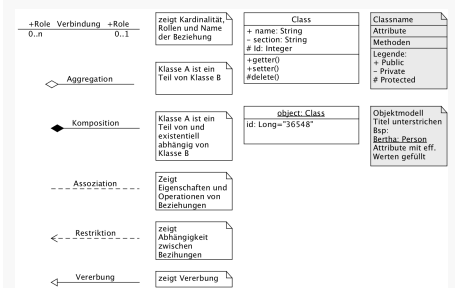 +Role Verbindung +Role
0..n 0..1
zeigt Kardinalität,
Rollen und Name
der Beziehung
Class
+ name: String
– section: String
# Id: Integer
+getter()
+setter()
#delete()
Classname
Attribute
Methoden
Legende:
+ Public
– Private
# Protected
Aggregation
Klasse A ist ein
Teil von Klasse B
Komposition
Klasse A ist ein
Teil von und
existentiell
abhängig von
Klasse B
object: Class
id: Long="36548"
Objektmodell
Titel unterstrichen
Bsp:
Bertha: Person
Attribute mit eff.
Werten gefüllt
Assoziation
Zeigt
Eigenschaften und
Operationen von
Beziehungen
Restriktion
zeigt
Abhängigkeit
zwischen
Bezihungen
Vererbung
zeigt Vererbung